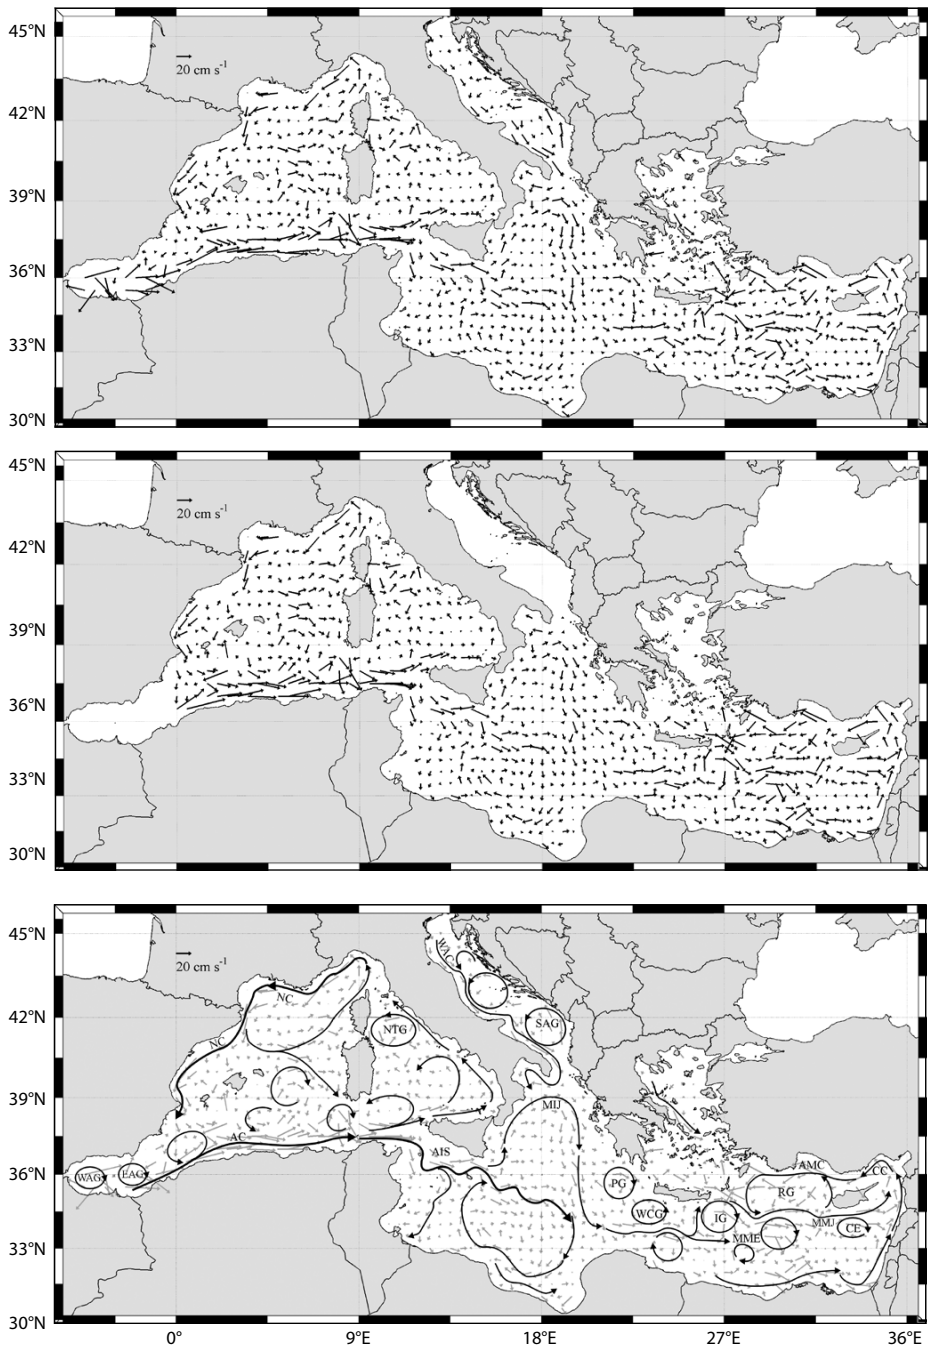 45°N
20 cm s⁻¹
42°N
39°N
36°N
33°N
30°N
45°N
20 cm s⁻¹
42°N
39°N
36°N
33°N
30°N
45°N
WAC
20 cm s⁻¹
NC
42°N
NTG
SAG
NC
39°N
MIJ
AC
AIS
36°N
WAG
EAG
PG
AMC
CC
RG
WCG
IG
MMJ
CE
MME
33°N
30°N
0°
9°E
18°E
27°E
36°E